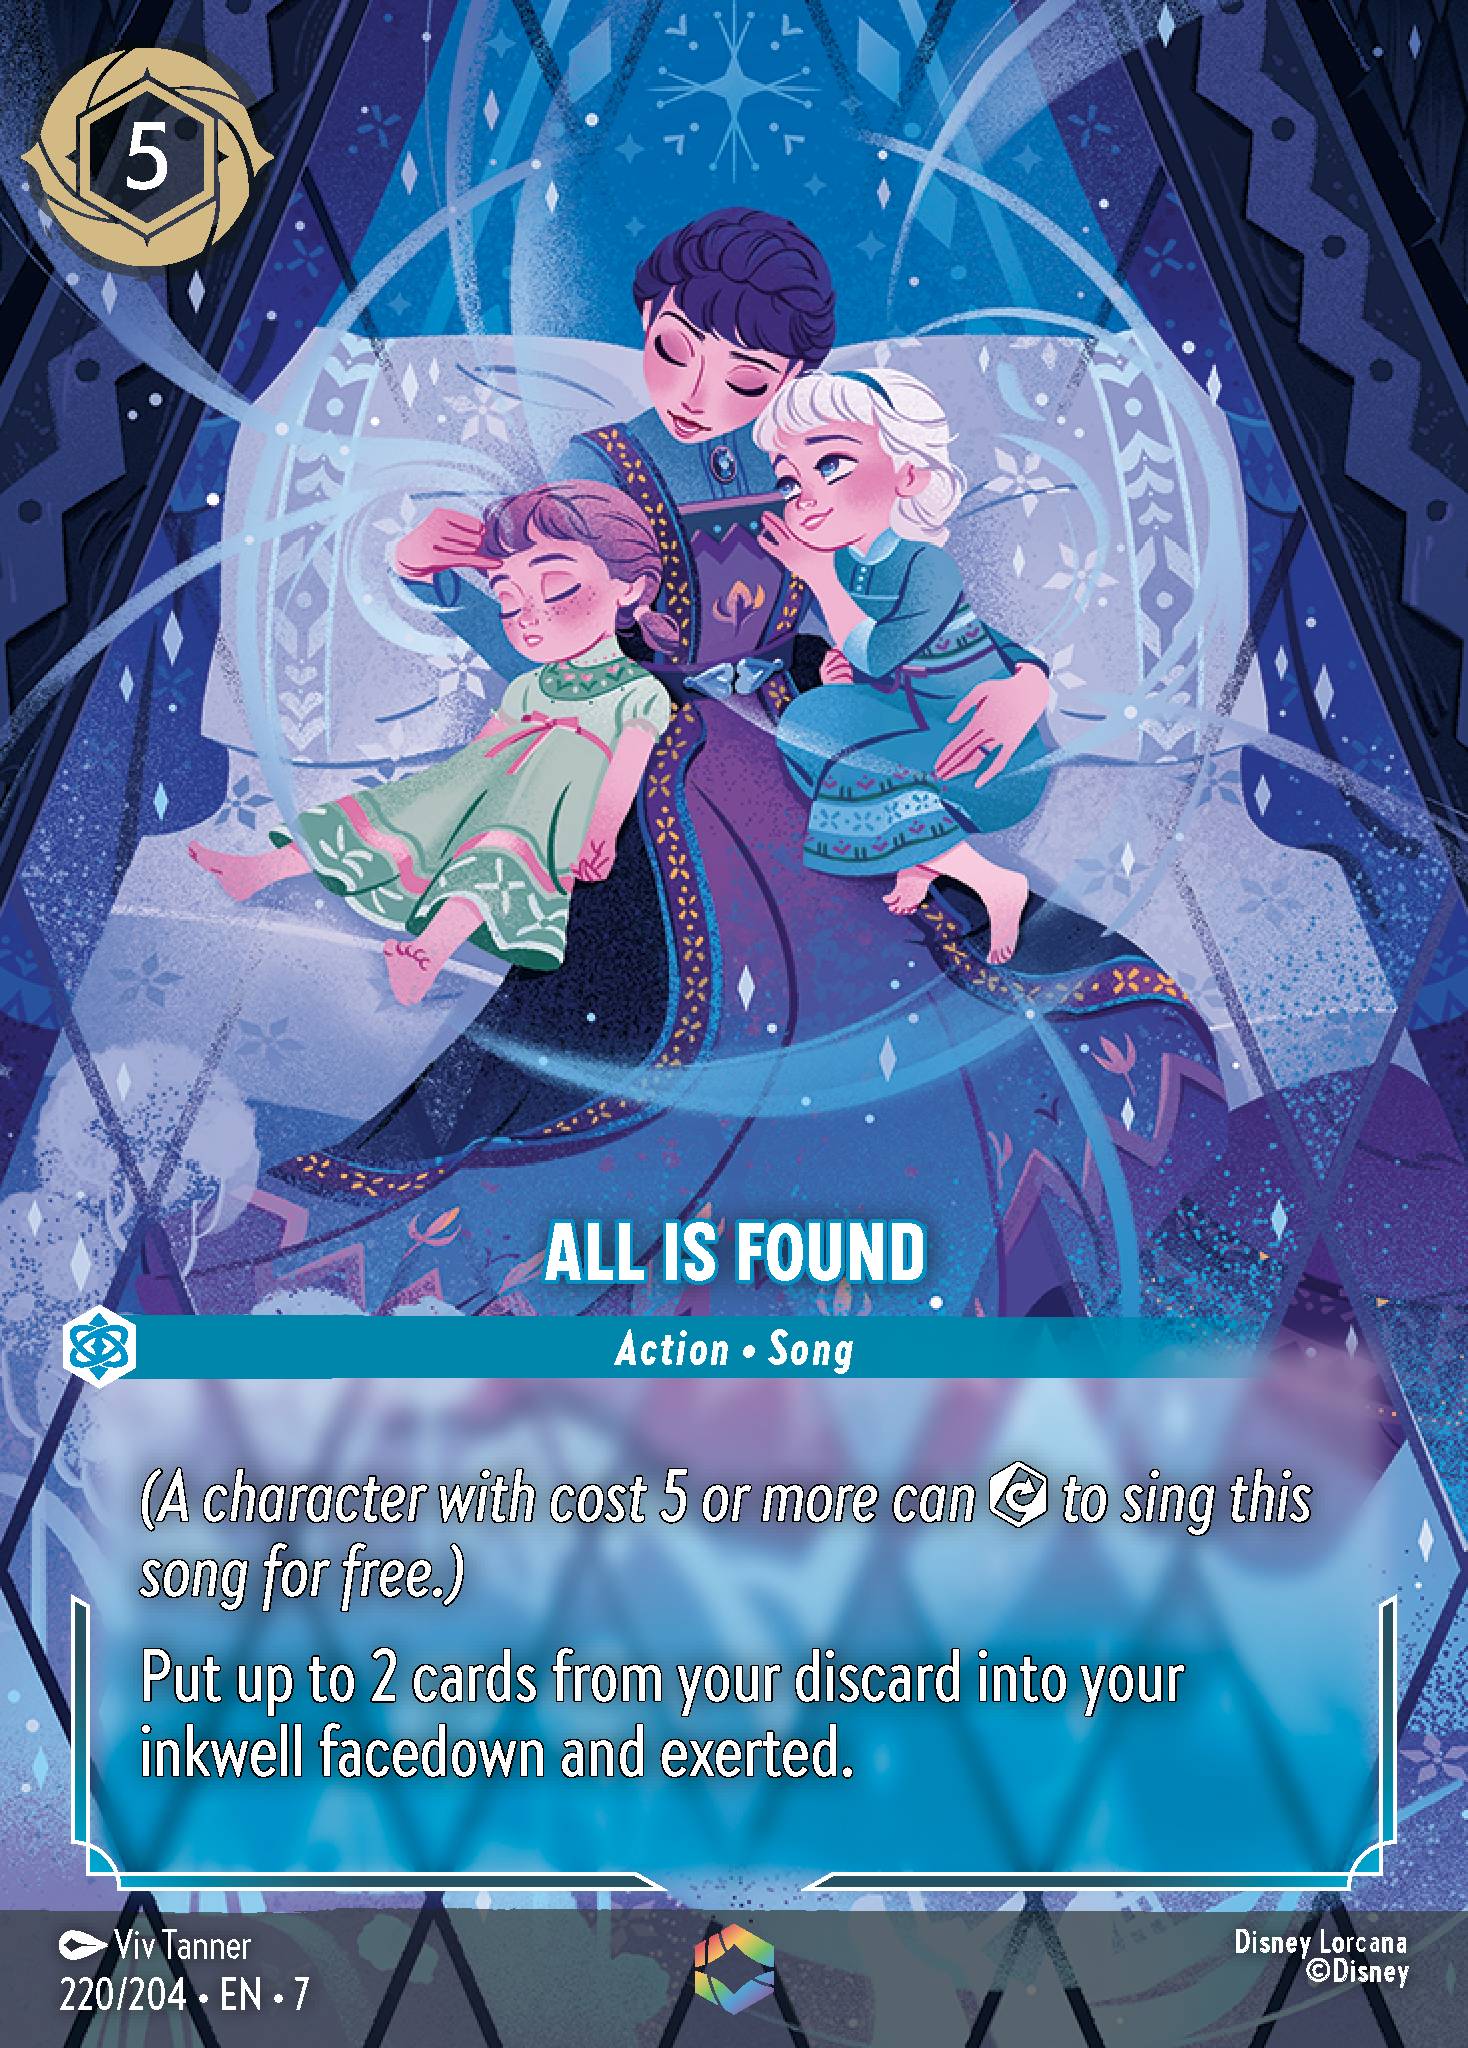 5
ALL IS FOUND
Action • Song
(A character with cost 5 or more can to sing this
song for free.)
Put up to 2 cards from your discard into your
inkwell facedown and exerted.
Viv Tanner
Disney Lorcana
220/204 • EN • 7
©Disney